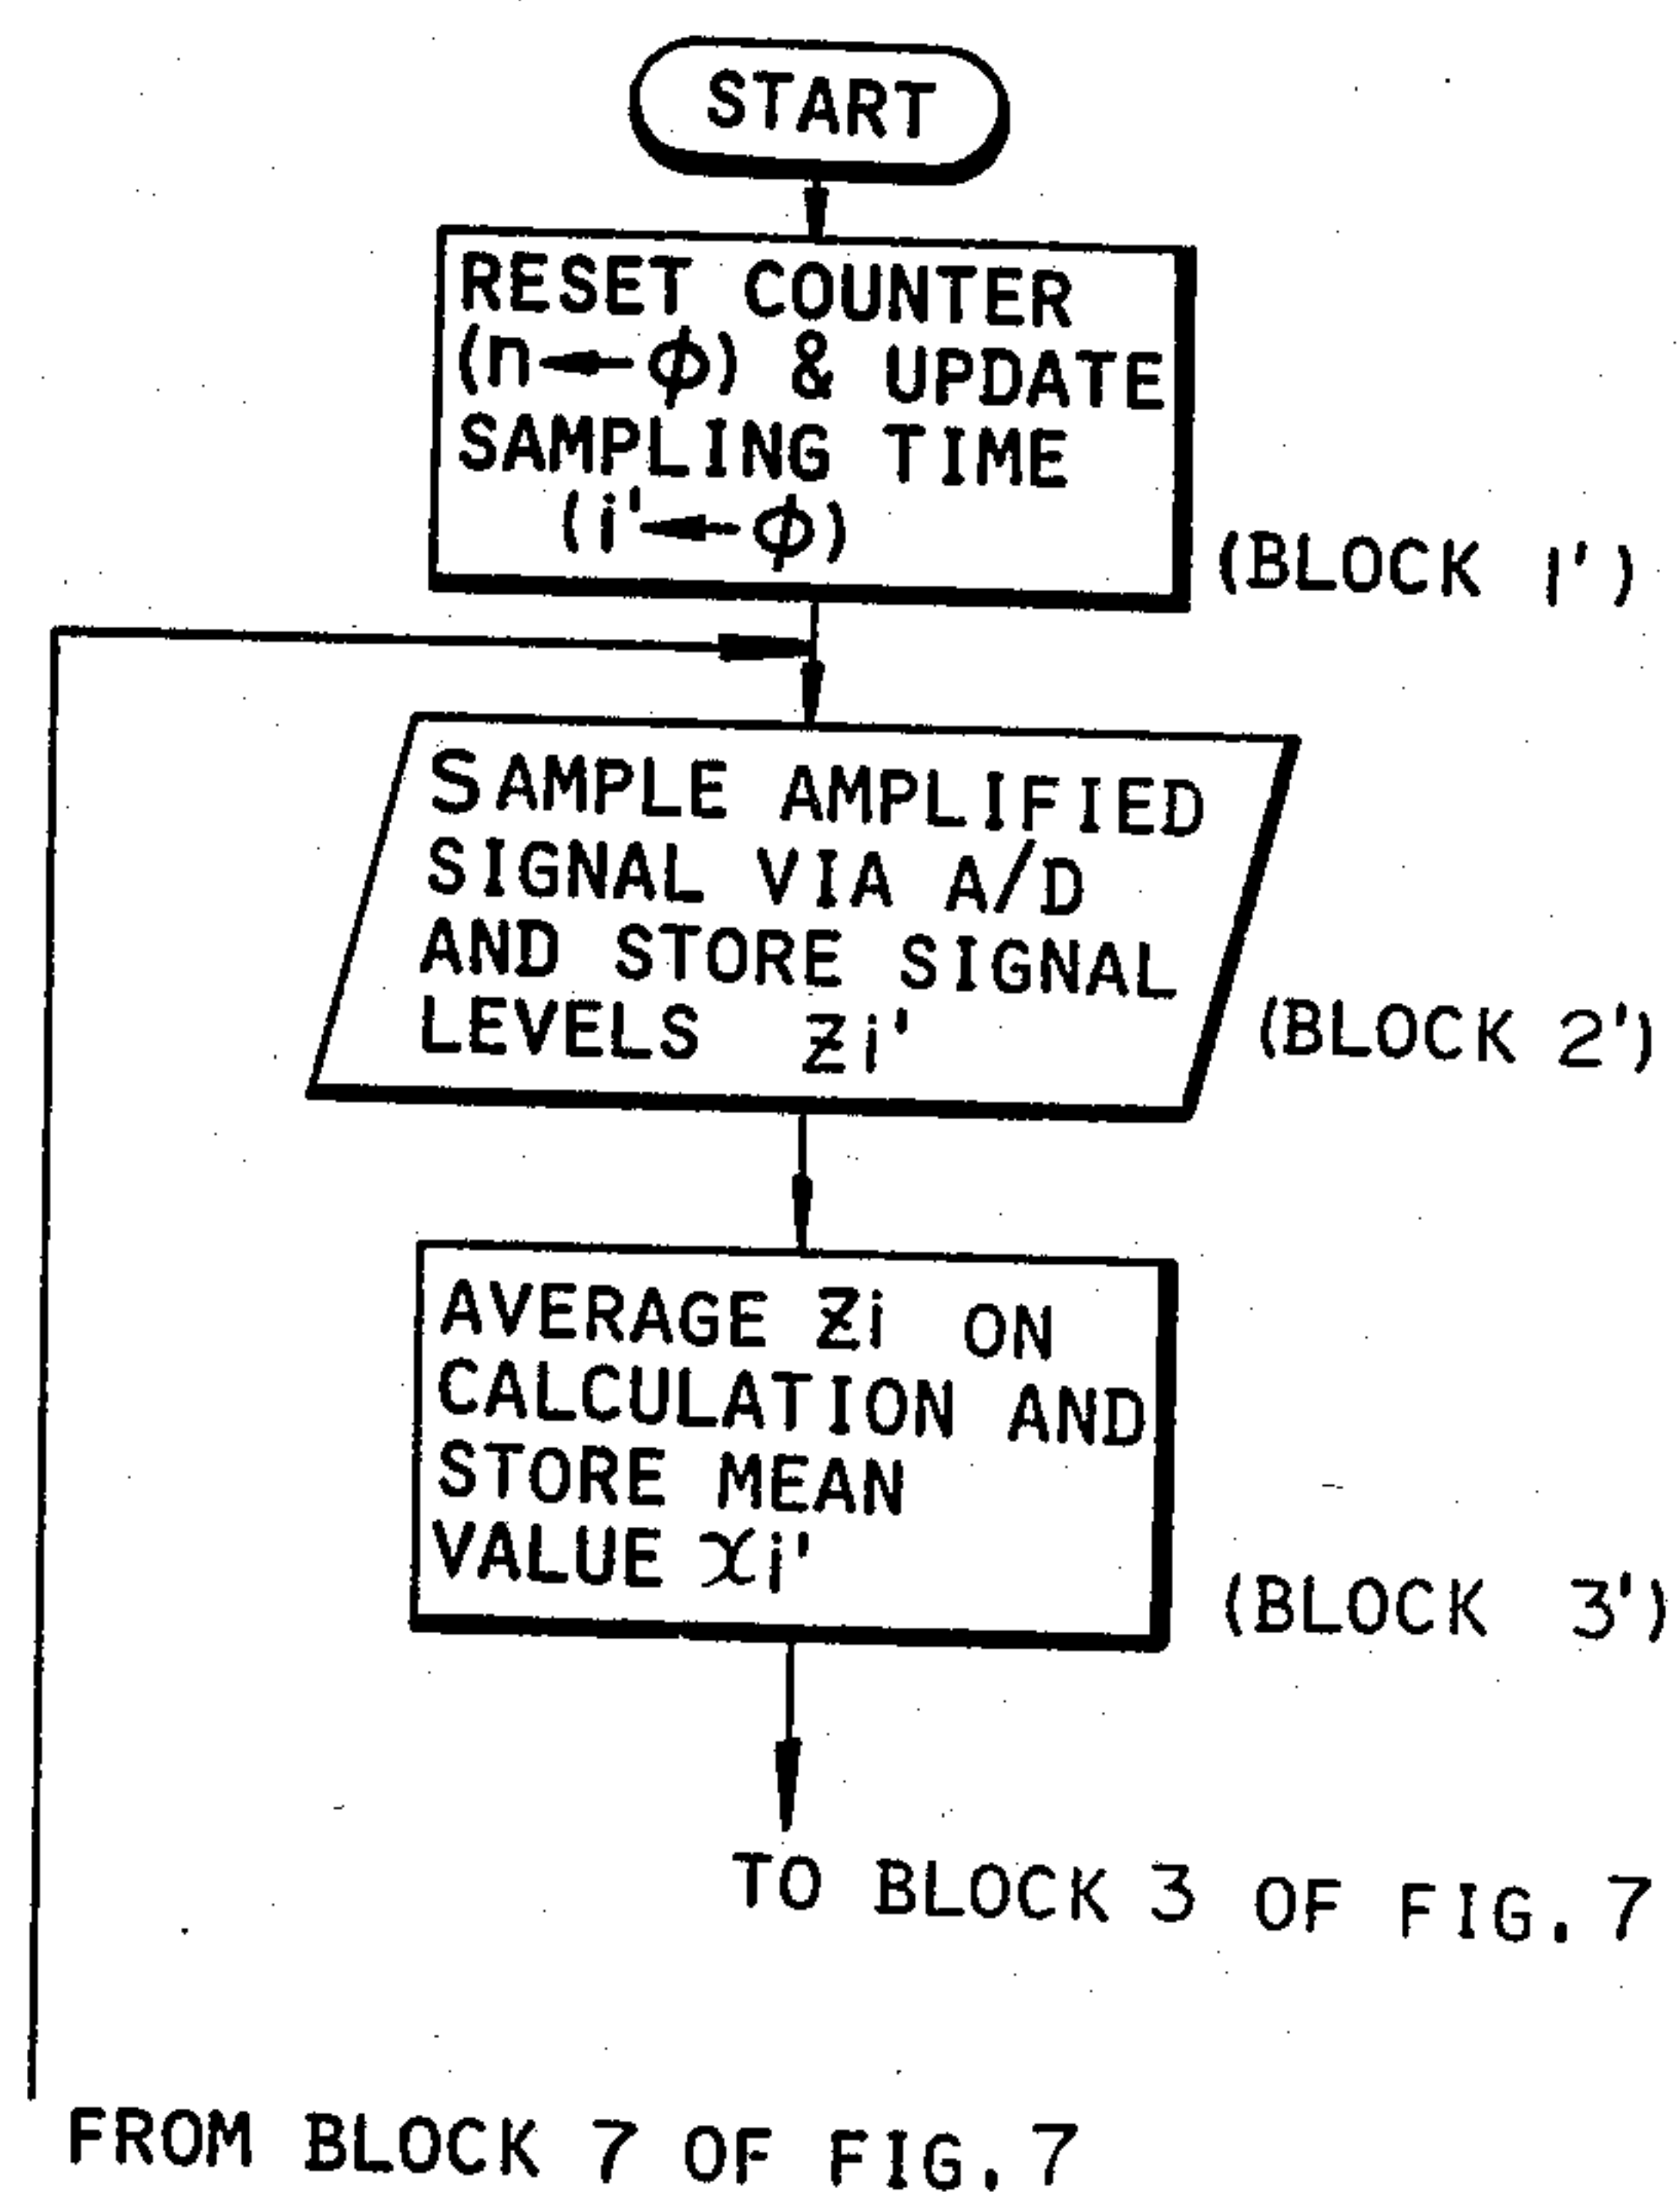 START
RESET COUNTER
(n←ϕ) & UPDATE
SAMPLING TIME
(i'←ϕ)
(BLOCK 1')
SAMPLE AMPLIFIED
SIGNAL VIA A/D
AND STORE SIGNAL
LEVELS Zi'
(BLOCK 2')
AVERAGE Zi ON
CALCULATION AND
STORE MEAN
VALUE xi'
(BLOCK 3')
TO BLOCK 3 OF FIG. 7
FROM BLOCK 7 OF FIG. 7